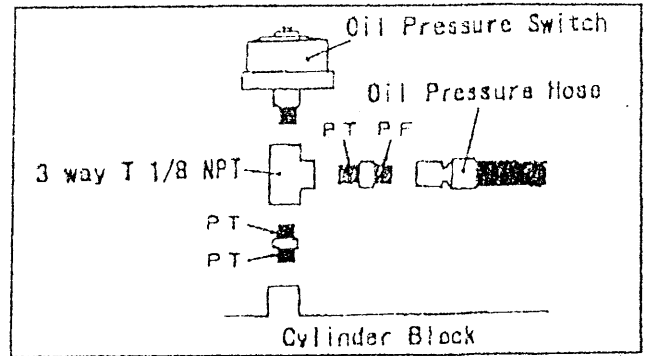 Oil Pressure Switch
Oil Pressure Hose
PT PF
3 way T 1/8 NPT
PT
PT
Cylinder Block